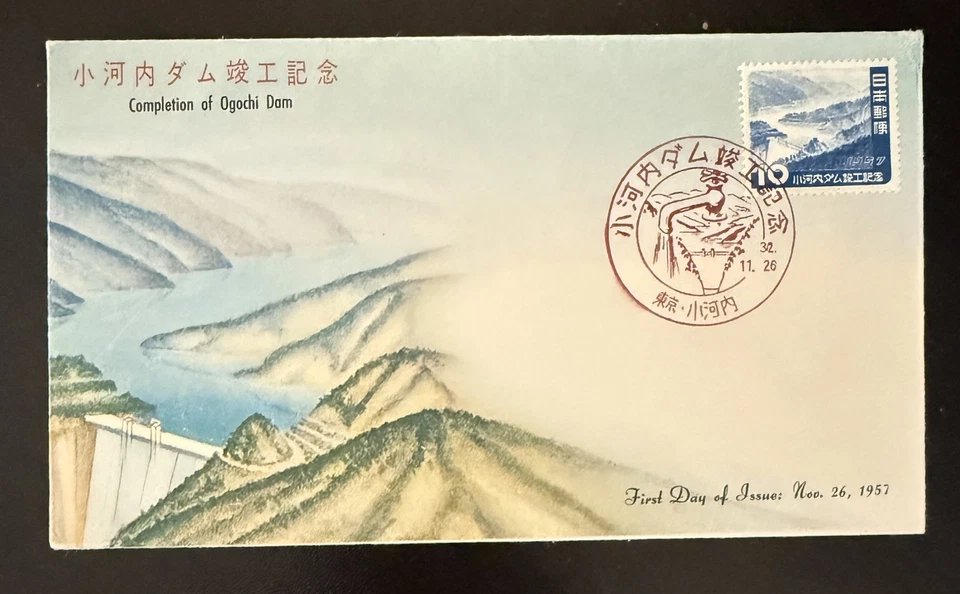 小河内ダム竣工記念
Completion of Ogochi Dam
日本郵便
1957
10 小河内ダム竣工記念
小河内ダム竣工記念
32.
11. 26
東京・小河内
First Day of Issue: Nov. 26, 1957